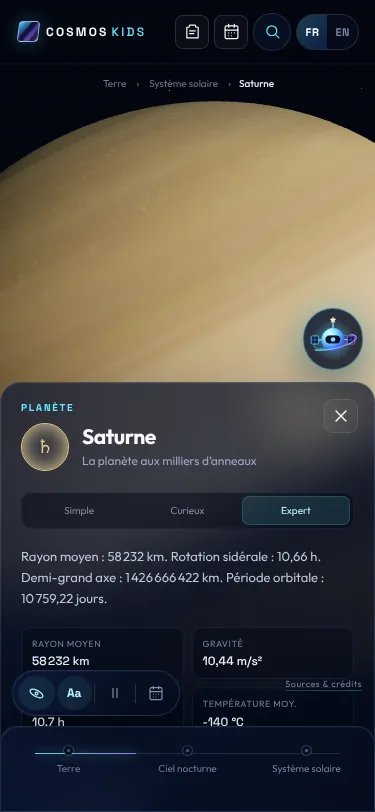 COSMOS KIDS
FR EN
Terre › Système solaire › Saturne
PLANÈTE
♄ Saturne
La planète aux milliers d'anneaux
Simple Curieux Expert
Rayon moyen : 58 232 km. Rotation sidérale : 10,66 h.
Demi-grand axe : 1 426 666 422 km. Période orbitale :
10 759,22 jours.
RAYON MOYEN
58 232 km
GRAVITÉ
10,44 m/s²
Sources & crédits
Aa
TEMPÉRATURE MOY.
10.7 h
-140 °C
Terre Ciel nocturne Système solaire